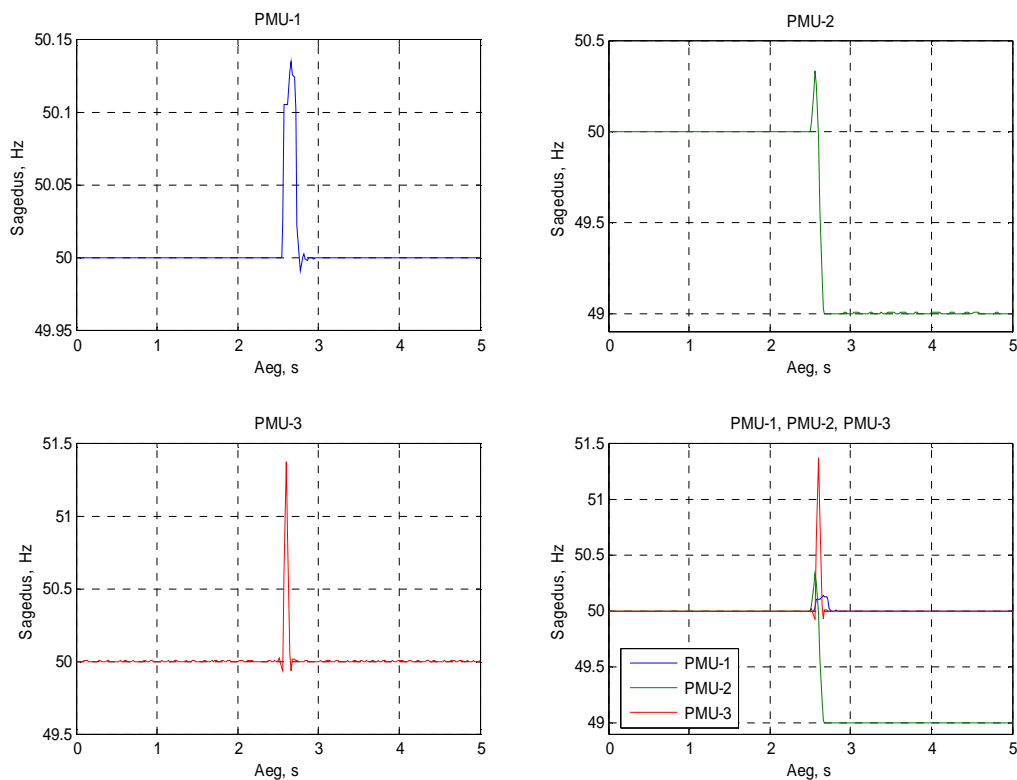 PMU-1
50.15
50.1
50.05
50
49.95
Sagedus, Hz
0 1 2 3 4 5
Aeg, s
PMU-2
50.5
50
49.5
49
Sagedus, Hz
0 1 2 3 4 5
Aeg, s
PMU-3
51.5
51
50.5
50
49.5
Sagedus, Hz
0 1 2 3 4 5
Aeg, s
PMU-1, PMU-2, PMU-3
51.5
51
50.5
50
49.5
49
Sagedus, Hz
PMU-1
PMU-2
PMU-3
0 1 2 3 4 5
Aeg, s